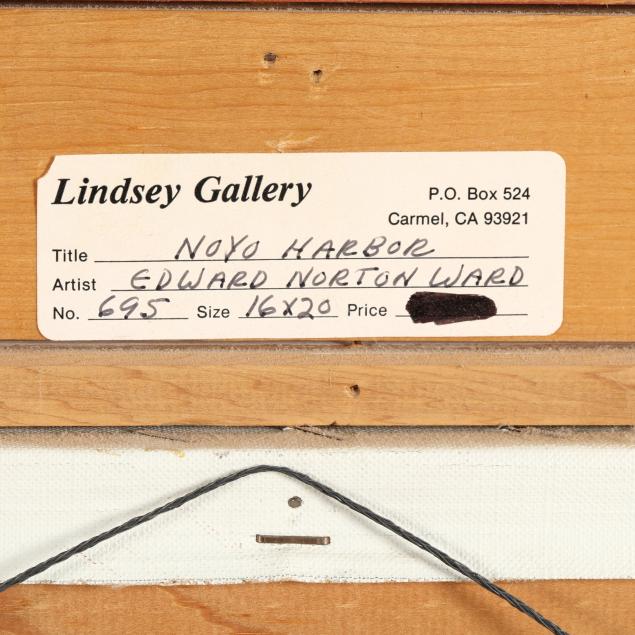 Lindsey Gallery
P.O. Box 524
Carmel, CA 93921
Title NOYO HARBOR
Artist EDWARD NORTON WARD
No. 695 Size 16X20 Price